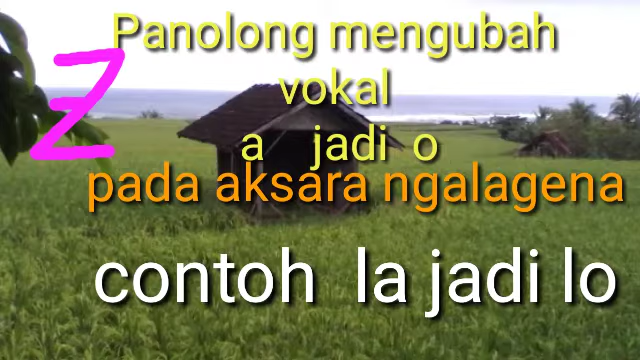 Panolong mengubah
vokal
a jadi o
pada aksara ngalagena
contoh la jadi lo